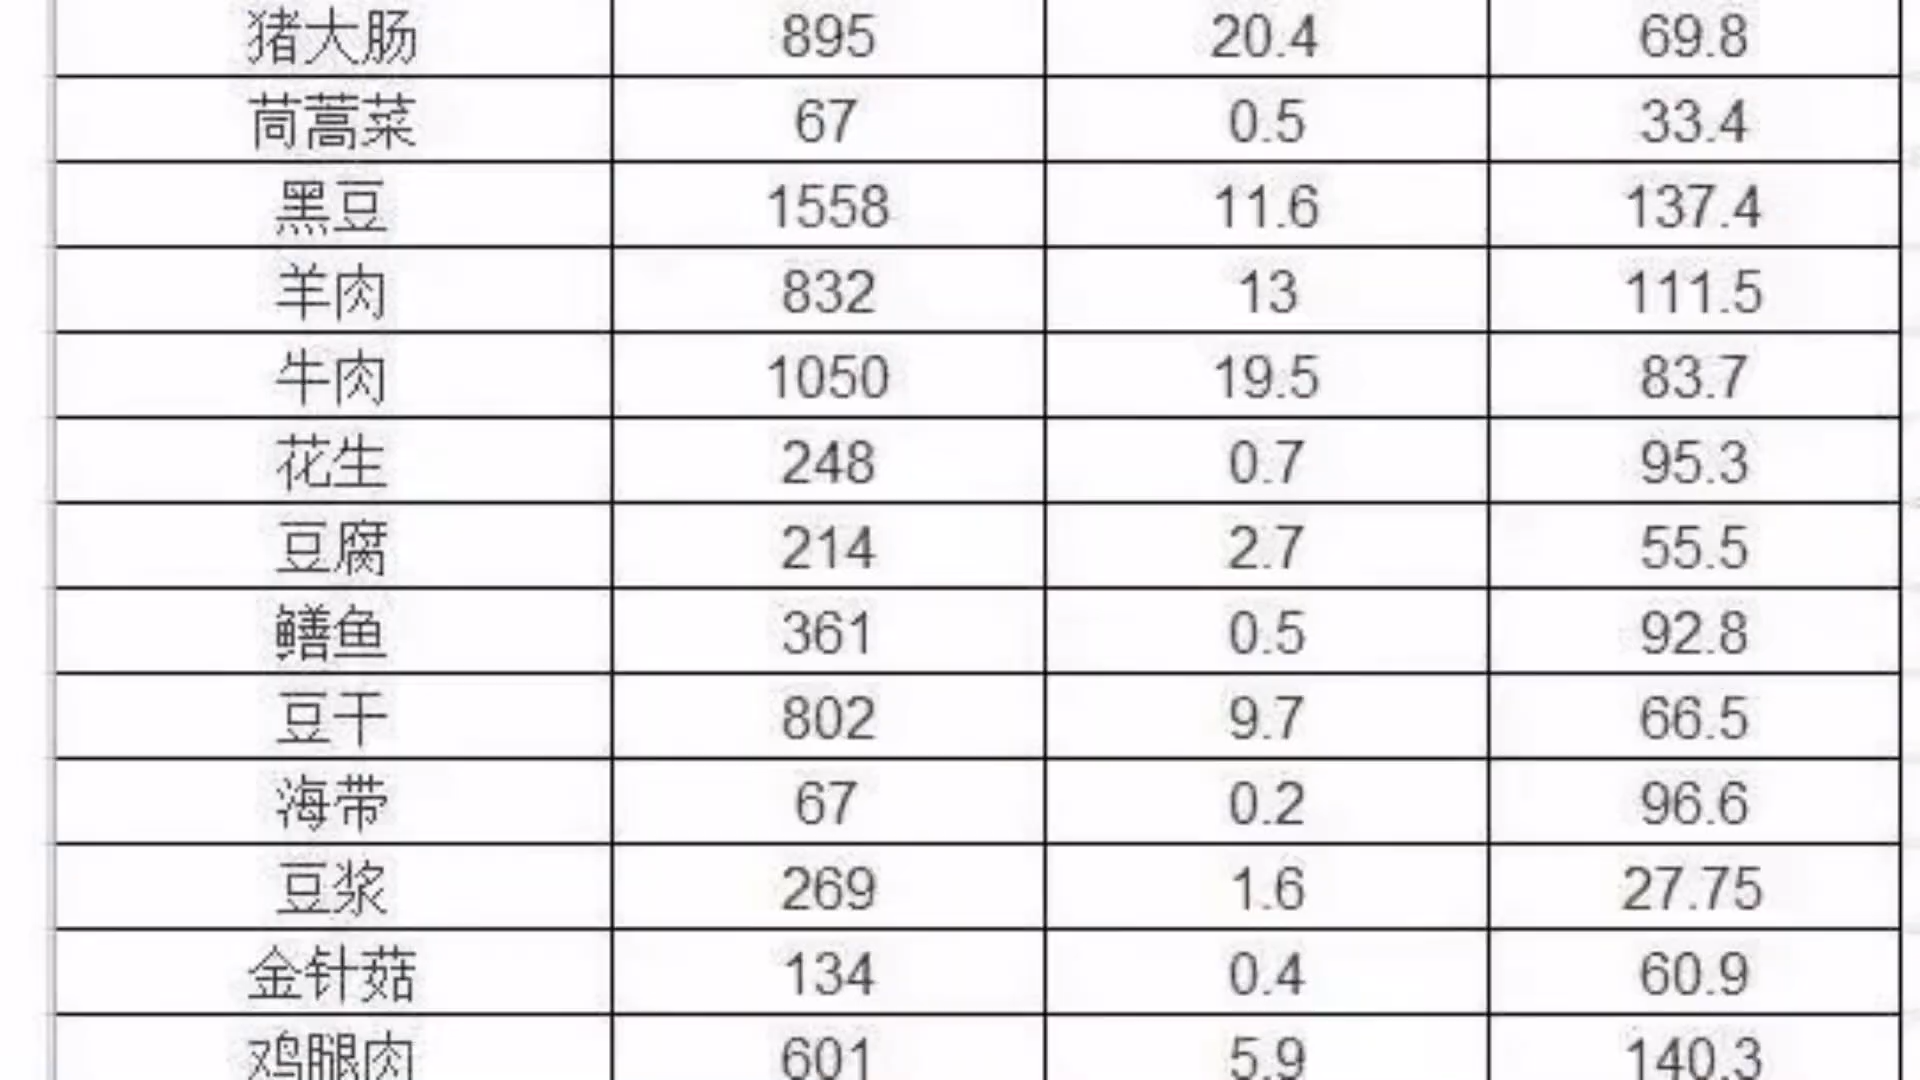 猪大肠 895 20.4 69.8
茼蒿菜 67 0.5 33.4
黑豆 1558 11.6 137.4
羊肉 832 13 111.5
牛肉 1050 19.5 83.7
花生 248 0.7 95.3
豆腐 214 2.7 55.5
鳝鱼 361 0.5 92.8
豆干 802 9.7 66.5
海带 67 0.2 96.6
豆浆 269 1.6 27.75
金针菇 134 0.4 60.9
鸡腿肉 601 5.9 140.3